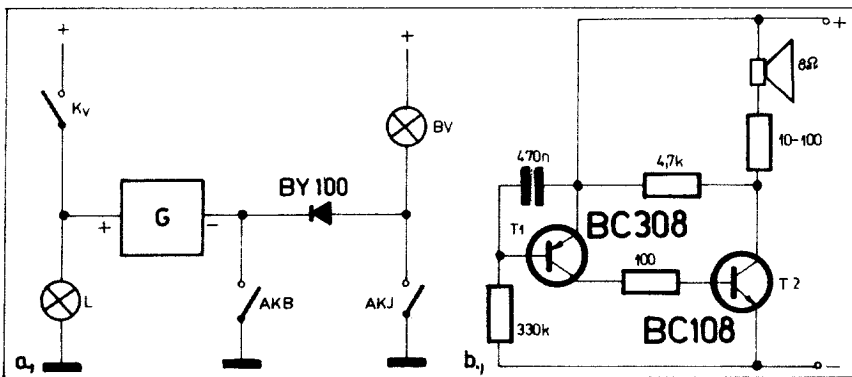 +
Kv
+
BV
BY 100
G
+
-
L
AKB
AKJ
a.,
+
8Ω
10-100
470n
4,7k
T1
BC308
100
T2
330k
BC108
b.,
-